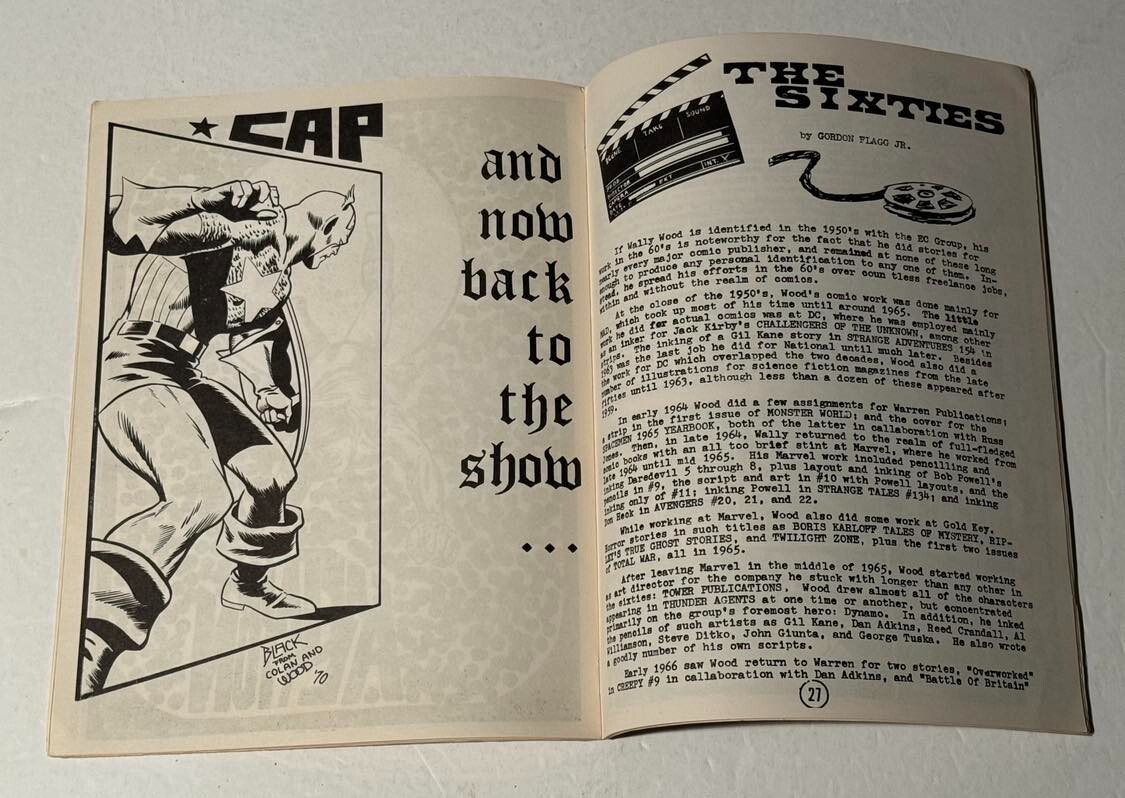 CAP
and
now
back
to
the
show
...
BLACK
FROM
COLAN AND
WOOD '70
THE
SIXTIES
by GORDON FLAGG JR.
SCENE TAKE SOUND
DIRECTOR
CAMERA
SET
INT.
If Wally Wood is identified in the 1950's with the EC Group, his
work in the 60's is noteworthy for the fact that he did stories for
nearly every major comic publisher, and remained at none of these long
enough to produce any personal identification to any one of them. In-
stead, he spread his efforts in the 60's over coun tless freelance jobs,
within and without the realm of comics.
At the close of the 1950's, Wood's comic work was done mainly for
MAD, which took up most of his time until around 1965. The little
work he did for actual comics was at DC, where he was employed mainly
as an inker for Jack Kirby's CHALLENGERS OF THE UNKNOWN, among other
strips. The inking of a Gil Kane story in STRANGE ADVENTURES 154 in
1963 was the last job he did for National until much later. Besides
the work for DC which overlapped the two decades, Wood also did a
number of illustrations for science fiction magazines from the late
fifties until 1963, although less than a dozen of these appeared after
1959.
In early 1964 Wood did a few assignments for Warren Publications;
a strip in the first issue of MONSTER WORLD; and the cover for the
SPACEMEN 1965 YEARBOOK, both of the latter in collaboration with Russ
Jones. Then, in late 1964, Wally returned to the realm of full-fledged
comic books with an all too brief stint at Marvel, where he worked from
late 1964 until mid 1965. His Marvel work included pencilling and
inking Daredevil 5 through 8, plus layout and inking of Bob Powell's
pencils in #9, the script and art in #10 with Powell layouts, and the
inking only of #11; inking Powell in STRANGE TALES #134; and inking
Don Heck in AVENGERS #20, 21, and 22.
While working at Marvel, Wood also did some work at Gold Key.
Horror stories in such titles as BORIS KARLOFF TALES OF MYSTERY, RIP-
LEY'S TRUE GHOST STORIES, and TWILIGHT ZONE, plus the first two issues
of TOTAL WAR, all in 1965.
After leaving Marvel in the middle of 1965, Wood started working
as art director for the company he stuck with longer than any other in
the sixties: TOWER PUBLICATIONS. Wood drew almost all of the characters
appearing in THUNDER AGENTS at one time or another, but concentrated
primarily on the group's foremost hero: Dynamo. In addition, he inked
the pencils of such artists as Gil Kane, Dan Adkins, Reed Crandall, Al
Williamson, Steve Ditko, John Giunta, and George Tuska. He also wrote
a goodly number of his own scripts.
Early 1966 saw Wood return to Warren for two stories, "Overworked"
in CREEPY #9 in callaboration with Dan Adkins, and "Battle Of Britain"
27